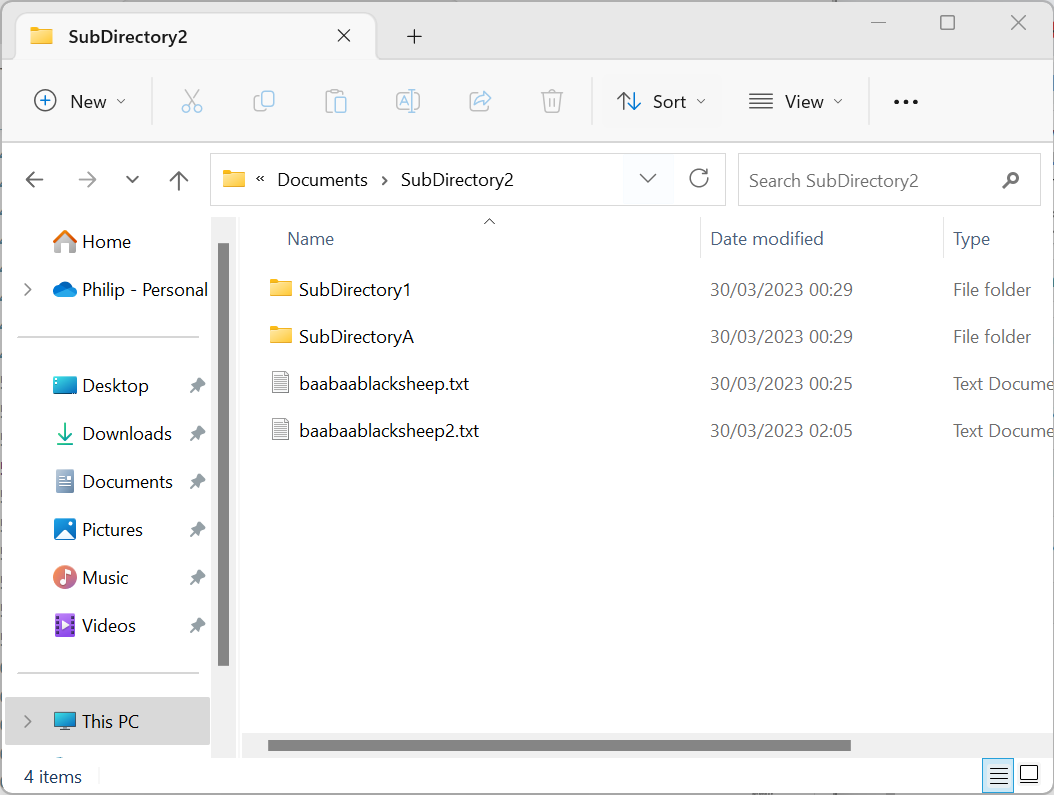 SubDirectory2
New
Sort
View
« Documents > SubDirectory2
Search SubDirectory2
Home
Philip - Personal
Desktop
Downloads
Documents
Pictures
Music
Videos
This PC
Name Date modified Type
SubDirectory1 30/03/2023 00:29 File folder
SubDirectoryA 30/03/2023 00:29 File folder
baabaablacksheep.txt 30/03/2023 00:25 Text Docume
baabaablacksheep2.txt 30/03/2023 02:05 Text Docume
4 items